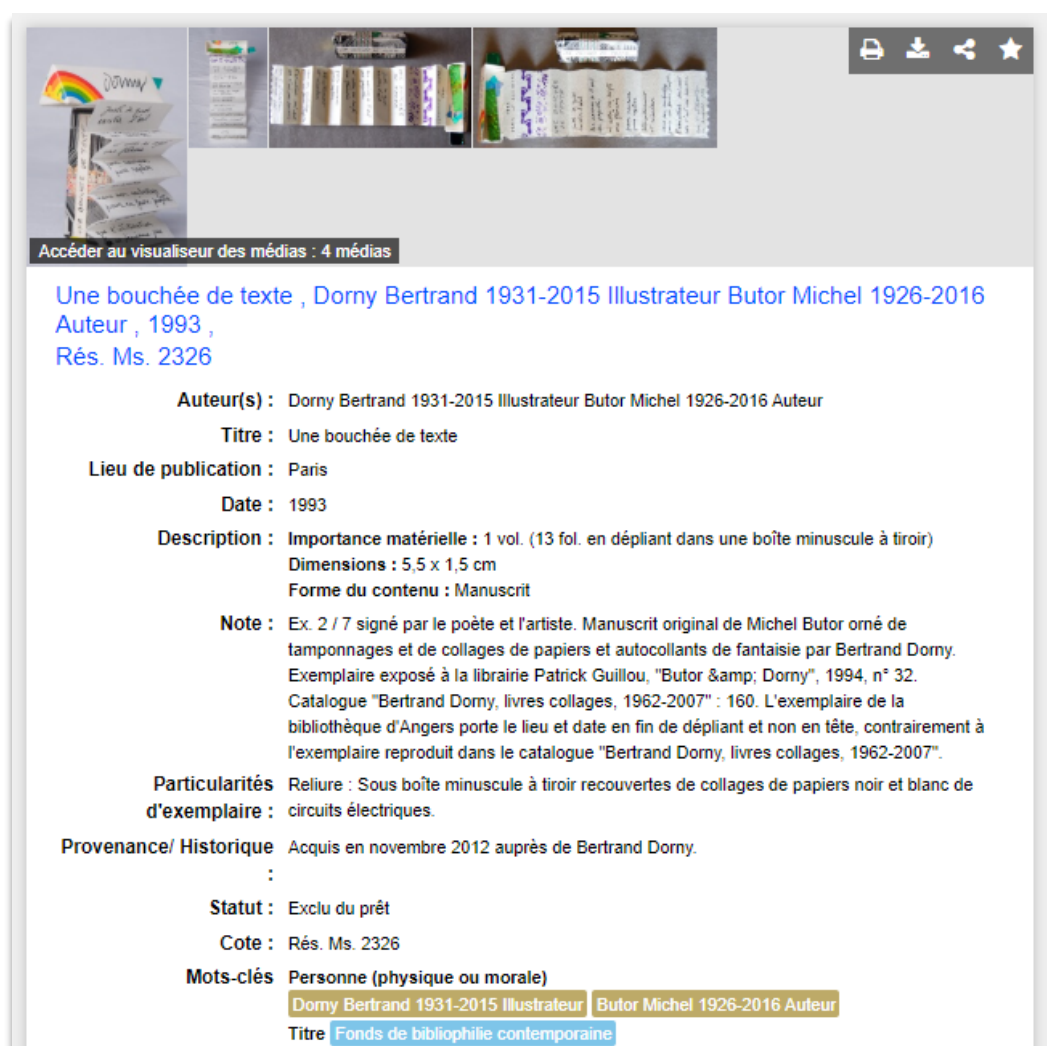 Dorny
Accéder au visualiseur des médias : 4 médias
Une bouchée de texte , Dorny Bertrand 1931-2015 Illustrateur Butor Michel 1926-2016
Auteur , 1993 ,
Rés. Ms. 2326
Auteur(s) : Dorny Bertrand 1931-2015 Illustrateur Butor Michel 1926-2016 Auteur
Titre : Une bouchée de texte
Lieu de publication : Paris
Date : 1993
Description : Importance matérielle : 1 vol. (13 fol. en dépliant dans une boîte minuscule à tiroir)
Dimensions : 5,5 x 1,5 cm
Forme du contenu : Manuscrit
Note : Ex. 2 / 7 signé par le poète et l'artiste. Manuscrit original de Michel Butor orné de
tamponnages et de collages de papiers et autocollants de fantaisie par Bertrand Dorny.
Exemplaire exposé à la librairie Patrick Guillou, "Butor &amp; Dorny", 1994, n° 32.
Catalogue "Bertrand Dorny, livres collages, 1962-2007" : 160. L'exemplaire de la
bibliothèque d'Angers porte le lieu et date en fin de dépliant et non en tête, contrairement à
l'exemplaire reproduit dans le catalogue "Bertrand Dorny, livres collages, 1962-2007".
Particularités Reliure : Sous boîte minuscule à tiroir recouvertes de collages de papiers noir et blanc de
d'exemplaire : circuits électriques.
Provenance/ Historique Acquis en novembre 2012 auprès de Bertrand Dorny.
:
Statut : Exclu du prêt
Cote : Rés. Ms. 2326
Mots-clés Personne (physique ou morale)
Dorny Bertrand 1931-2015 Illustrateur Butor Michel 1926-2016 Auteur
Titre Fonds de bibliophilie contemporaine